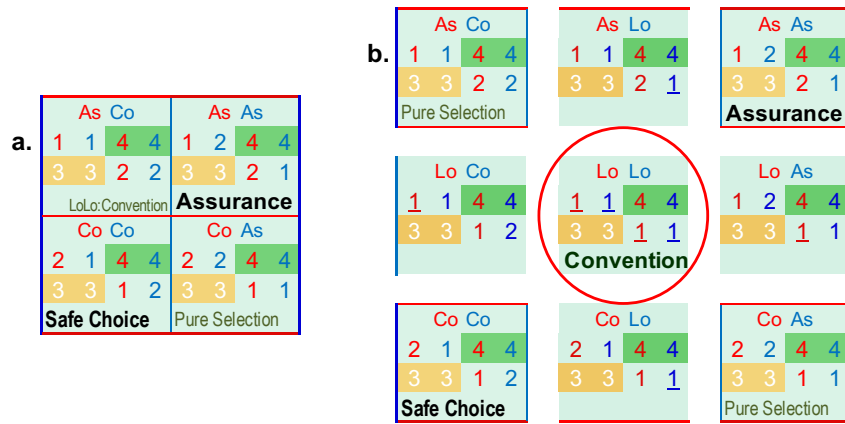 b.
As Co
1 1 4 4
3 3 2 2
Pure Selection
As Lo
1 1 4 4
3 3 2 1
As As
1 2 4 4
3 3 2 1
Assurance
a.
As Co
1 1 4 4
3 3 2 2
LoLo:Convention
As As
1 2 4 4
3 3 2 1
Assurance
Co Co
2 1 4 4
3 3 1 2
Safe Choice
Co As
2 2 4 4
3 3 1 1
Pure Selection
Lo Co
1 1 4 4
3 3 1 2
Lo Lo
1 1 4 4
3 3 1 1
Convention
Lo As
1 2 4 4
3 3 1 1
Co Co
2 1 4 4
3 3 1 2
Safe Choice
Co Lo
2 1 4 4
3 3 1 1
Co As
2 2 4 4
3 3 1 1
Pure Selection